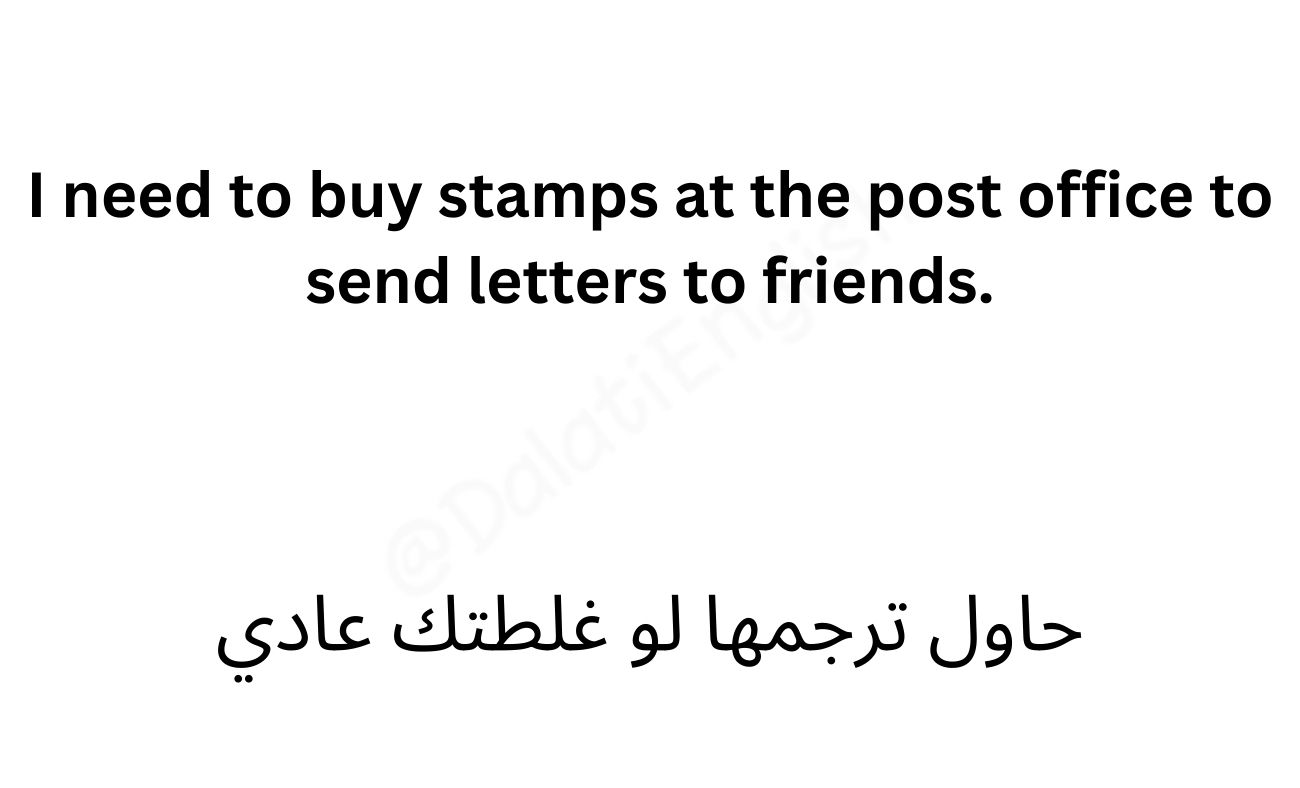 I need to buy stamps at the post office to
send letters to friends.
@DalatiEnglish
حاول ترجمها لو غلطتك عادي